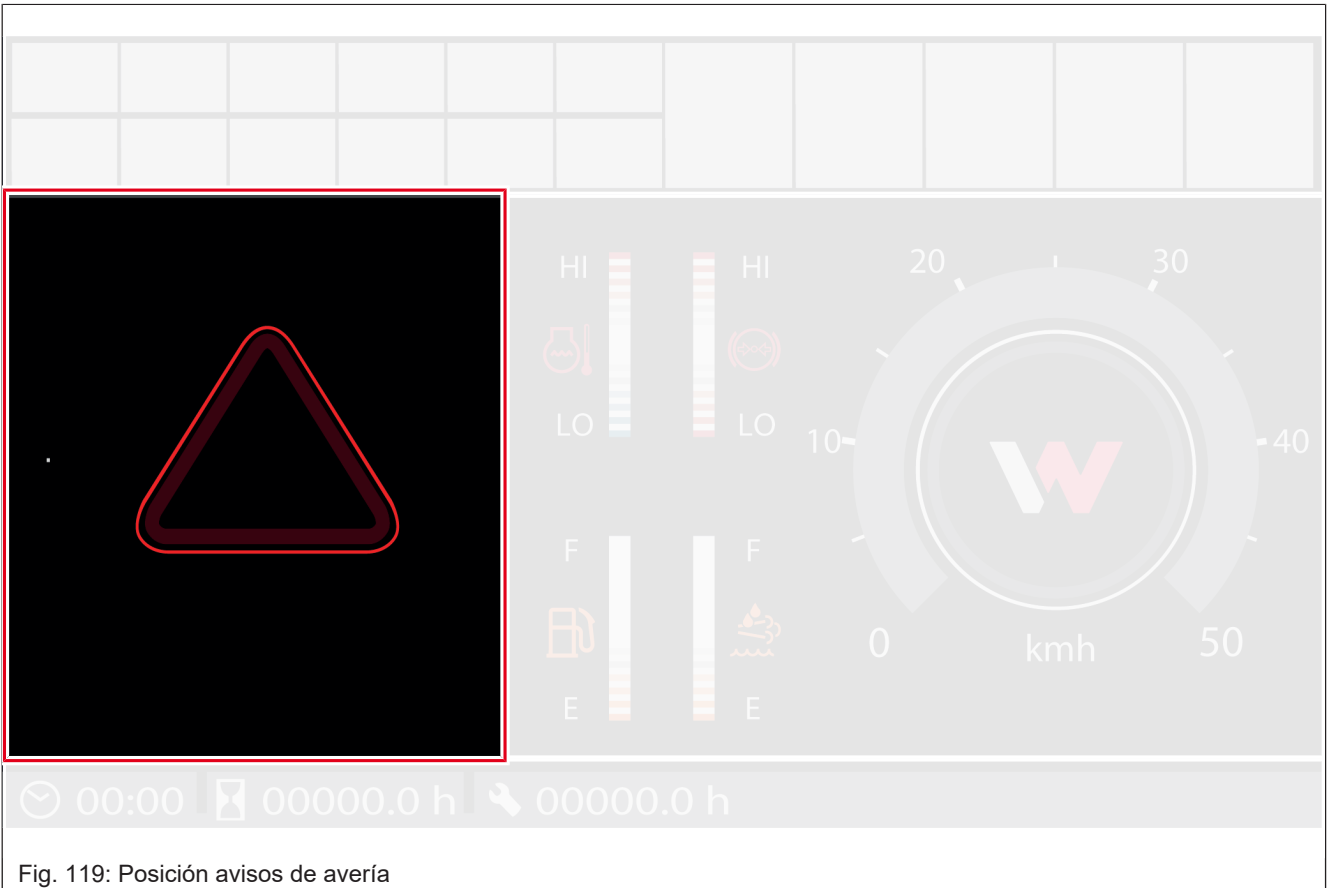 HI HI 20 30
LO LO 10 40
F F
0 kmh 50
E E
00:00 00000.0 h 00000.0 h
Fig. 119: Posición avisos de avería